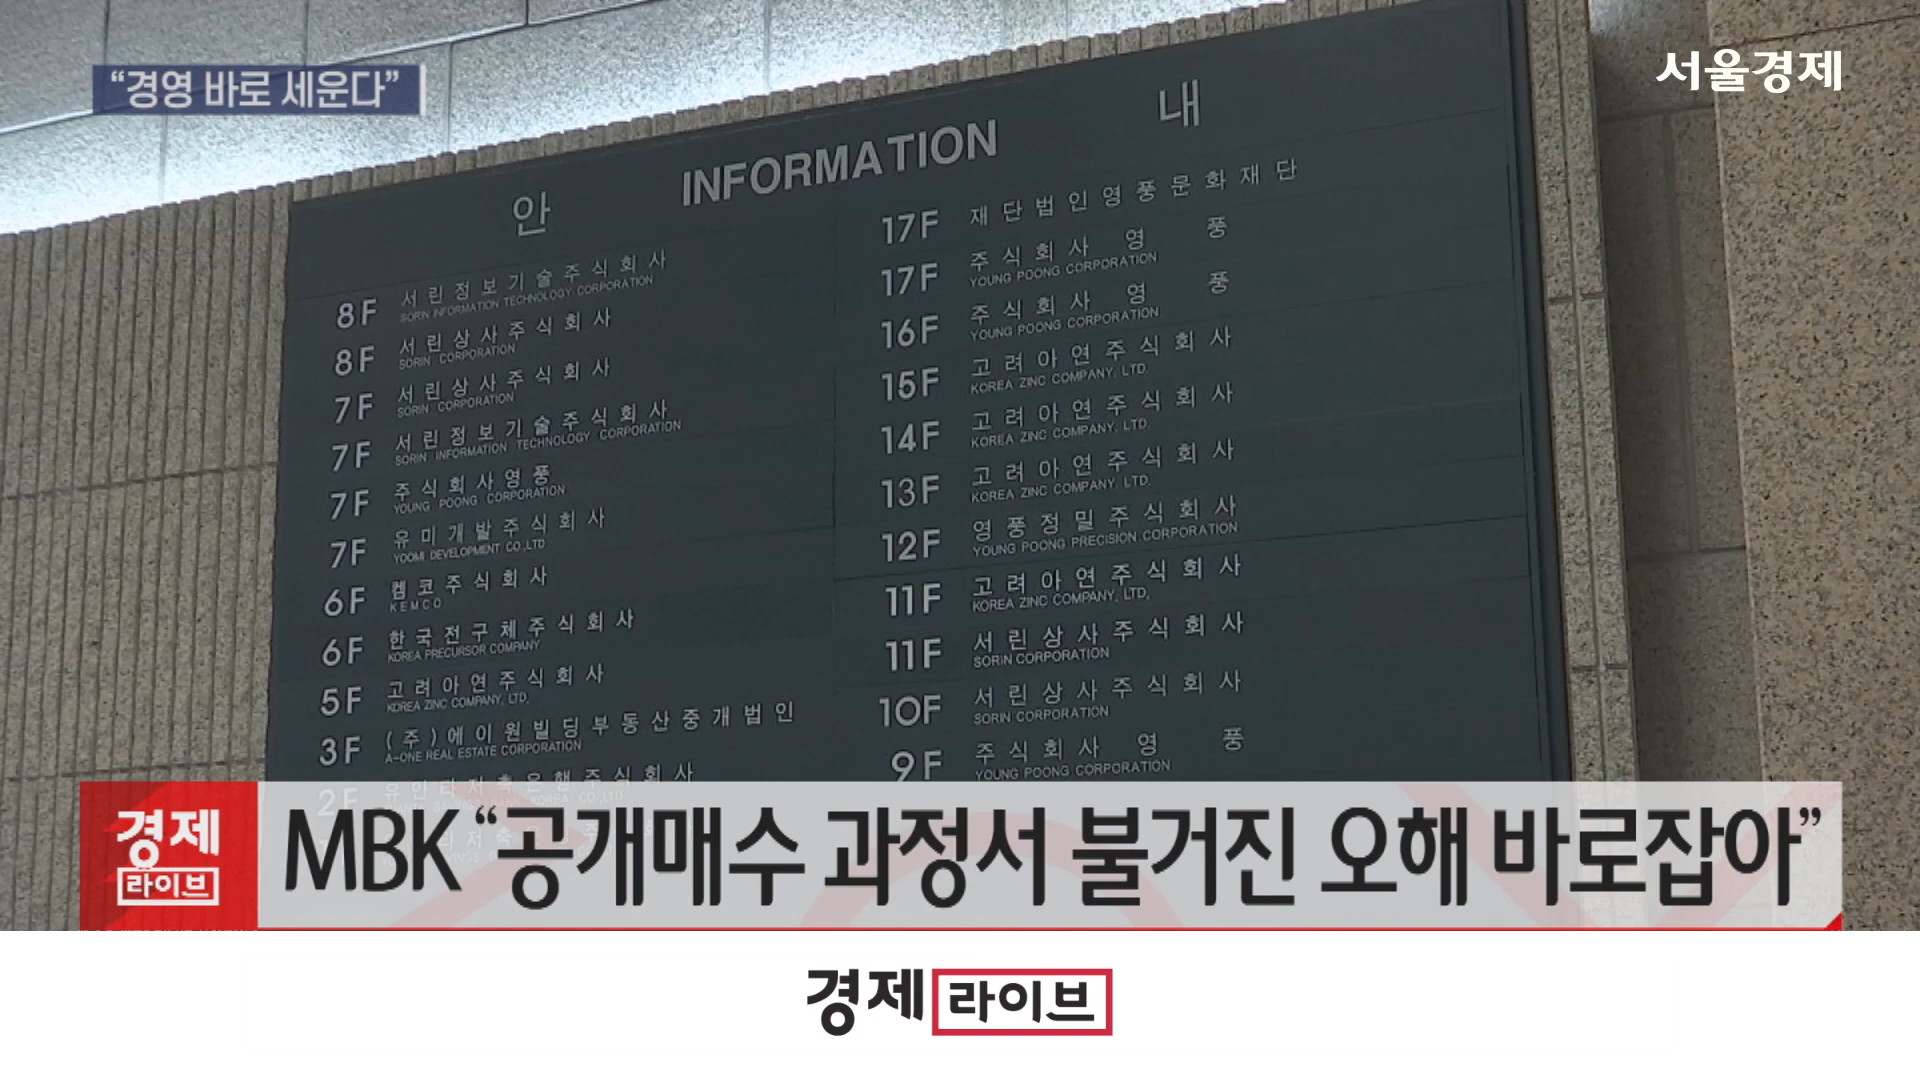 “경영 바로 세운다”
서울경제
안 INFORMATION 내
8F 서린정보기술주식회사
SORIN INFORMATION TECHNOLOGY CORPORATION
8F 서린상사주식회사
SORIN CORPORATION
7F 서린상사주식회사
SORIN CORPORATION
7F 서린정보기술주식회사
SORIN INFORMATION TECHNOLOGY CORPORATION
7F 주식회사영풍
YOUNG POONG CORPORATION
7F 유미개발주식회사
YOOMI DEVELOPMENT CO.,LTD
6F 켐코주식회사
KEMCO
6F 한국전구체주식회사
KOREA PRECURSOR COMPANY
5F 고려아연주식회사
KOREA ZINC COMPANY, LTD.
3F (주)에이원빌딩부동산중개법인
A-ONE REAL ESTATE CORPORATION
2F 유안타저축은행주식회사
17F 재단법인영풍문화재단
17F 주식회사 영 풍
YOUNG POONG CORPORATION
16F 주식회사 영 풍
YOUNG POONG CORPORATION
15F 고려아연주식회사
KOREA ZINC COMPANY, LTD.
14F 고려아연주식회사
KOREA ZINC COMPANY, LTD.
13F 고려아연주식회사
KOREA ZINC COMPANY, LTD.
12F 영풍정밀주식회사
YOUNG POONG PRECISION CORPORATION
11F 고려아연주식회사
KOREA ZINC COMPANY, LTD,
11F 서린상사주식회사
SORIN CORPORATION
10F 서린상사주식회사
SORIN CORPORATION
9F 주식회사 영 풍
YOUNG POONG CORPORATION
경제
라이브
MBK “공개매수 과정서 불거진 오해 바로잡아”
경제 라이브